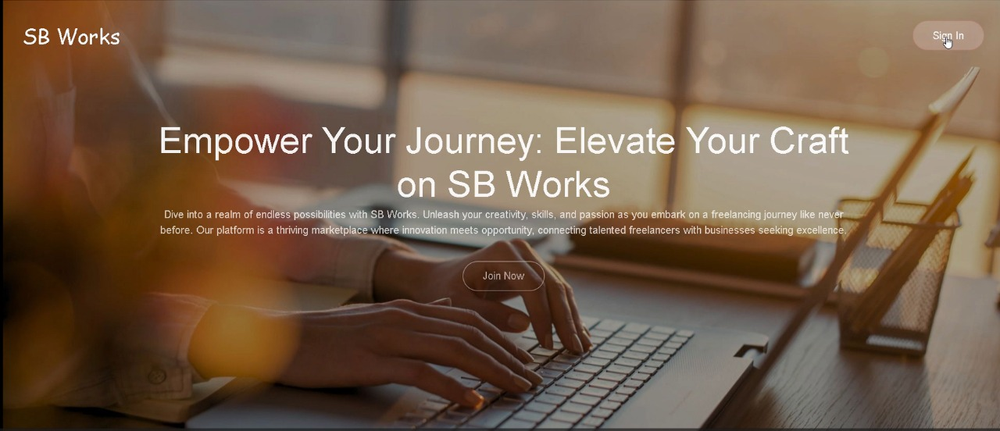 SB Works
Sign In
Empower Your Journey: Elevate Your Craft
on SB Works
Dive into a realm of endless possibilities with SB Works. Unleash your creativity, skills, and passion as you embark on a freelancing journey like never
before. Our platform is a thriving marketplace where innovation meets opportunity, connecting talented freelancers with businesses seeking excellence.
Join Now